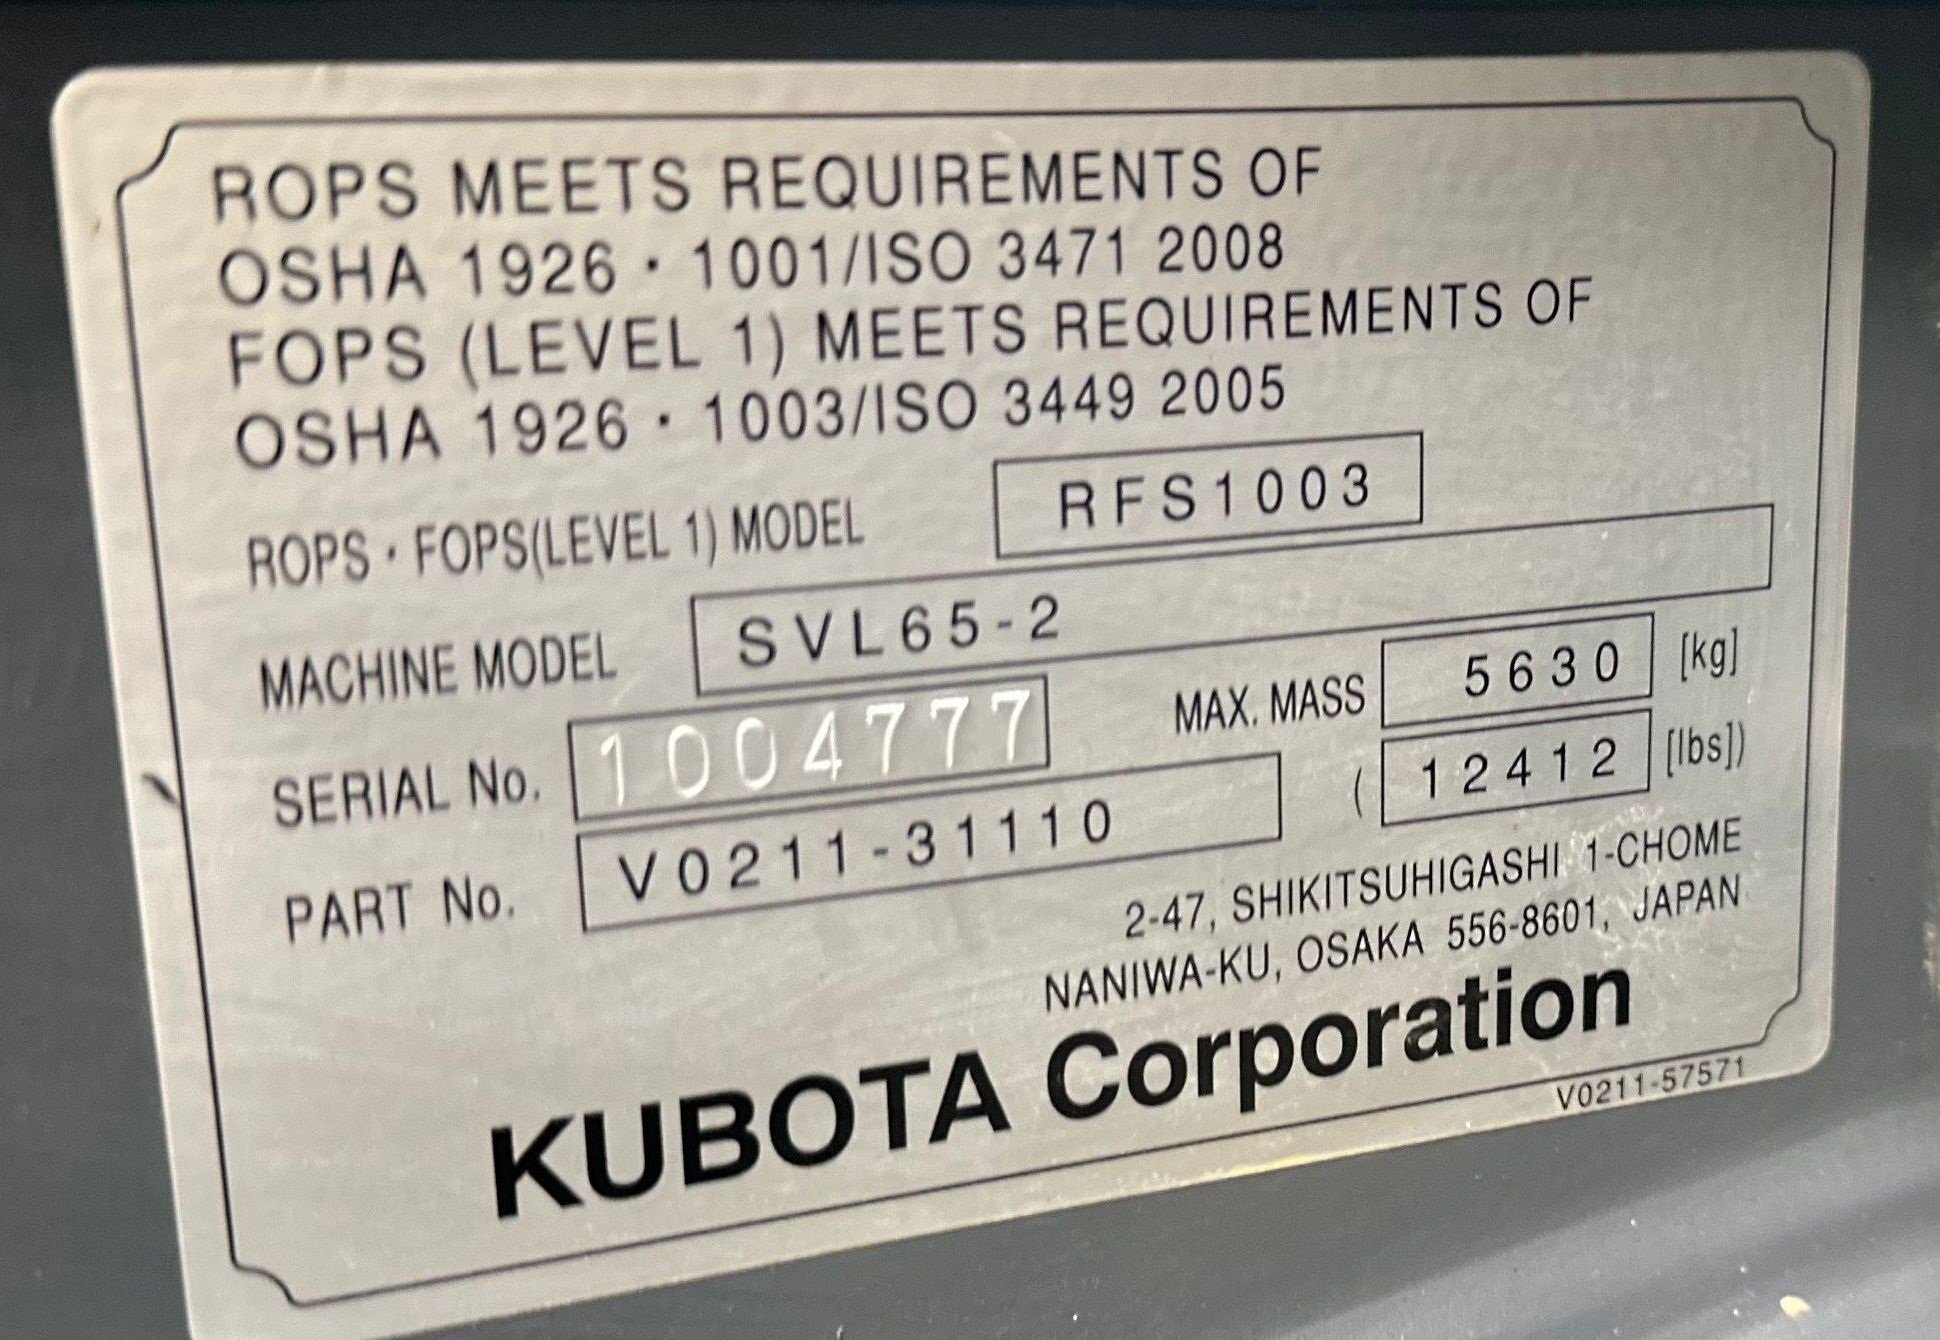 ROPS MEETS REQUIREMENTS OF
OSHA 1926・1001/ISO 3471 2008
FOPS (LEVEL 1) MEETS REQUIREMENTS OF
OSHA 1926・1003/ISO 3449 2005
ROPS・FOPS(LEVEL 1) MODEL RFS1003
MACHINE MODEL SVL65-2
SERIAL No. 1004777
MAX. MASS 5630 [kg]
(12412 [lbs])
PART No. V0211-31110
2-47, SHIKITSUHIGASHI 1-CHOME
NANIWA-KU, OSAKA 556-8601, JAPAN
KUBOTA Corporation
V0211-57571